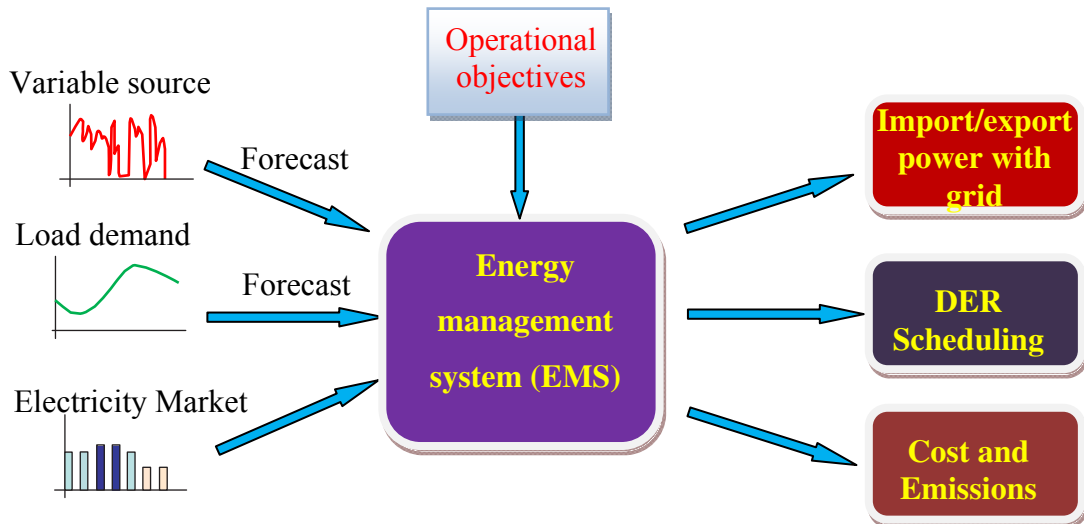 Operational
objectives
Variable source
Forecast
Load demand
Forecast
Electricity Market
Energy
management
system (EMS)
Import/export
power with
grid
DER
Scheduling
Cost and
Emissions